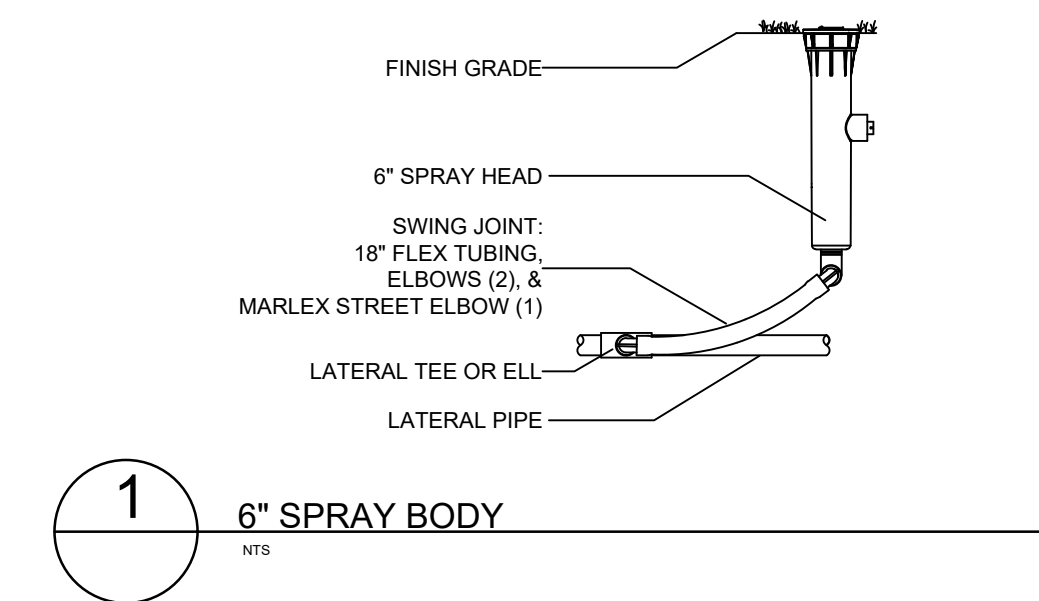 FINISH GRADE
6" SPRAY HEAD
SWING JOINT:
18" FLEX TUBING,
ELBOWS (2), &
MARLEX STREET ELBOW (1)
LATERAL TEE OR ELL
LATERAL PIPE
1
6" SPRAY BODY
NTS